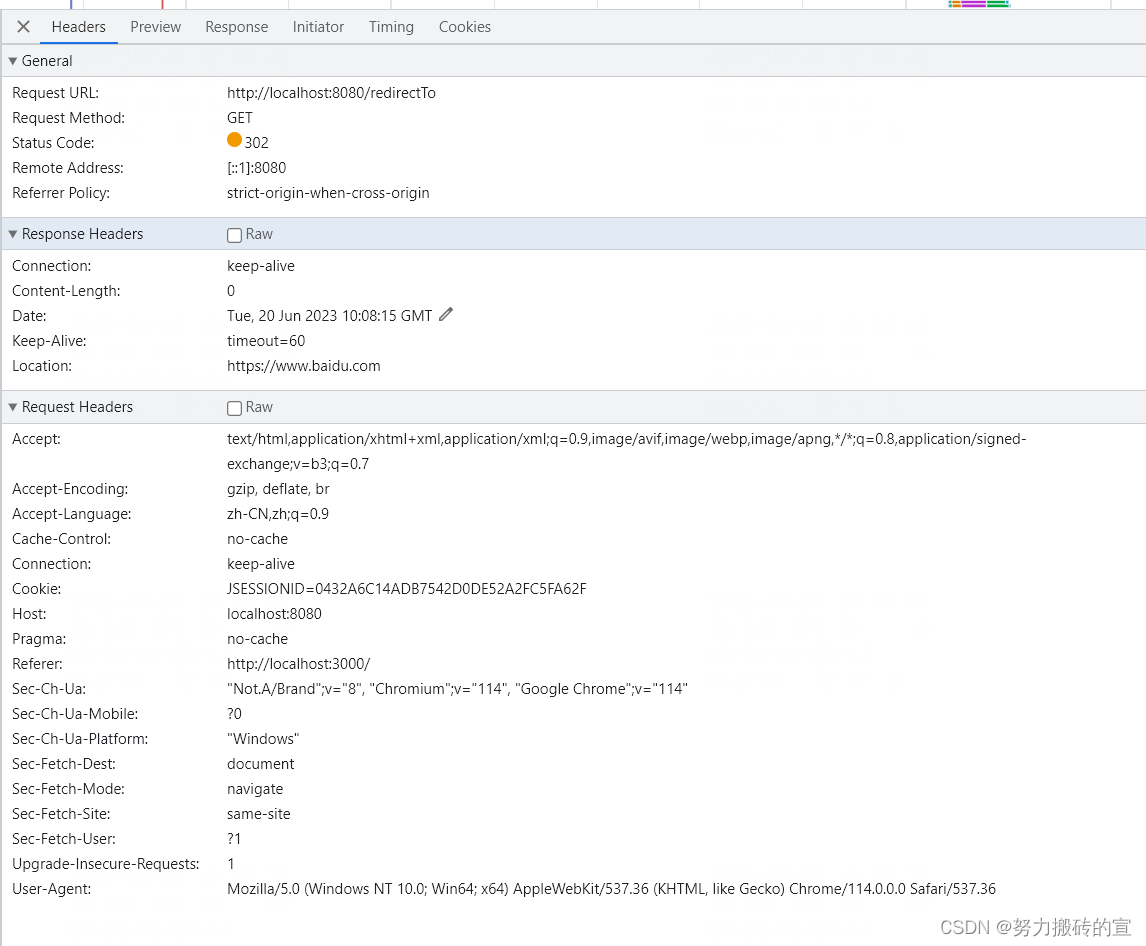 Headers Preview Response Initiator Timing Cookies
General
Request URL: http://localhost:8080/redirectTo
Request Method: GET
Status Code: 302
Remote Address: [::1]:8080
Referrer Policy: strict-origin-when-cross-origin
Response Headers Raw
Connection: keep-alive
Content-Length: 0
Date: Tue, 20 Jun 2023 10:08:15 GMT
Keep-Alive: timeout=60
Location: https://www.baidu.com
Request Headers Raw
Accept: text/html,application/xhtml+xml,application/xml;q=0.9,image/avif,image/webp,image/apng,*/*;q=0.8,application/signed-
exchange;v=b3;q=0.7
Accept-Encoding: gzip, deflate, br
Accept-Language: zh-CN,zh;q=0.9
Cache-Control: no-cache
Connection: keep-alive
Cookie: JSESSIONID=0432A6C14ADB7542D0DE52A2FC5FA62F
Host: localhost:8080
Pragma: no-cache
Referer: http://localhost:3000/
Sec-Ch-Ua: "Not.A/Brand";v="8", "Chromium";v="114", "Google Chrome";v="114"
Sec-Ch-Ua-Mobile: ?0
Sec-Ch-Ua-Platform: "Windows"
Sec-Fetch-Dest: document
Sec-Fetch-Mode: navigate
Sec-Fetch-Site: same-site
Sec-Fetch-User: ?1
Upgrade-Insecure-Requests: 1
User-Agent: Mozilla/5.0 (Windows NT 10.0; Win64; x64) AppleWebKit/537.36 (KHTML, like Gecko) Chrome/114.0.0.0 Safari/537.36
CSDN @努力搬砖的宣